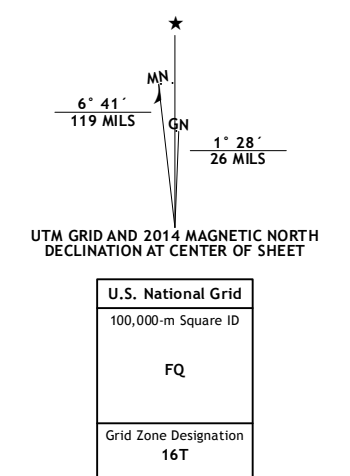 ★
MN
6° 41´
119 MILS
GN
1° 28´
26 MILS
UTM GRID AND 2014 MAGNETIC NORTH
DECLINATION AT CENTER OF SHEET
U.S. National Grid
100,000-m Square ID
FQ
Grid Zone Designation
16T